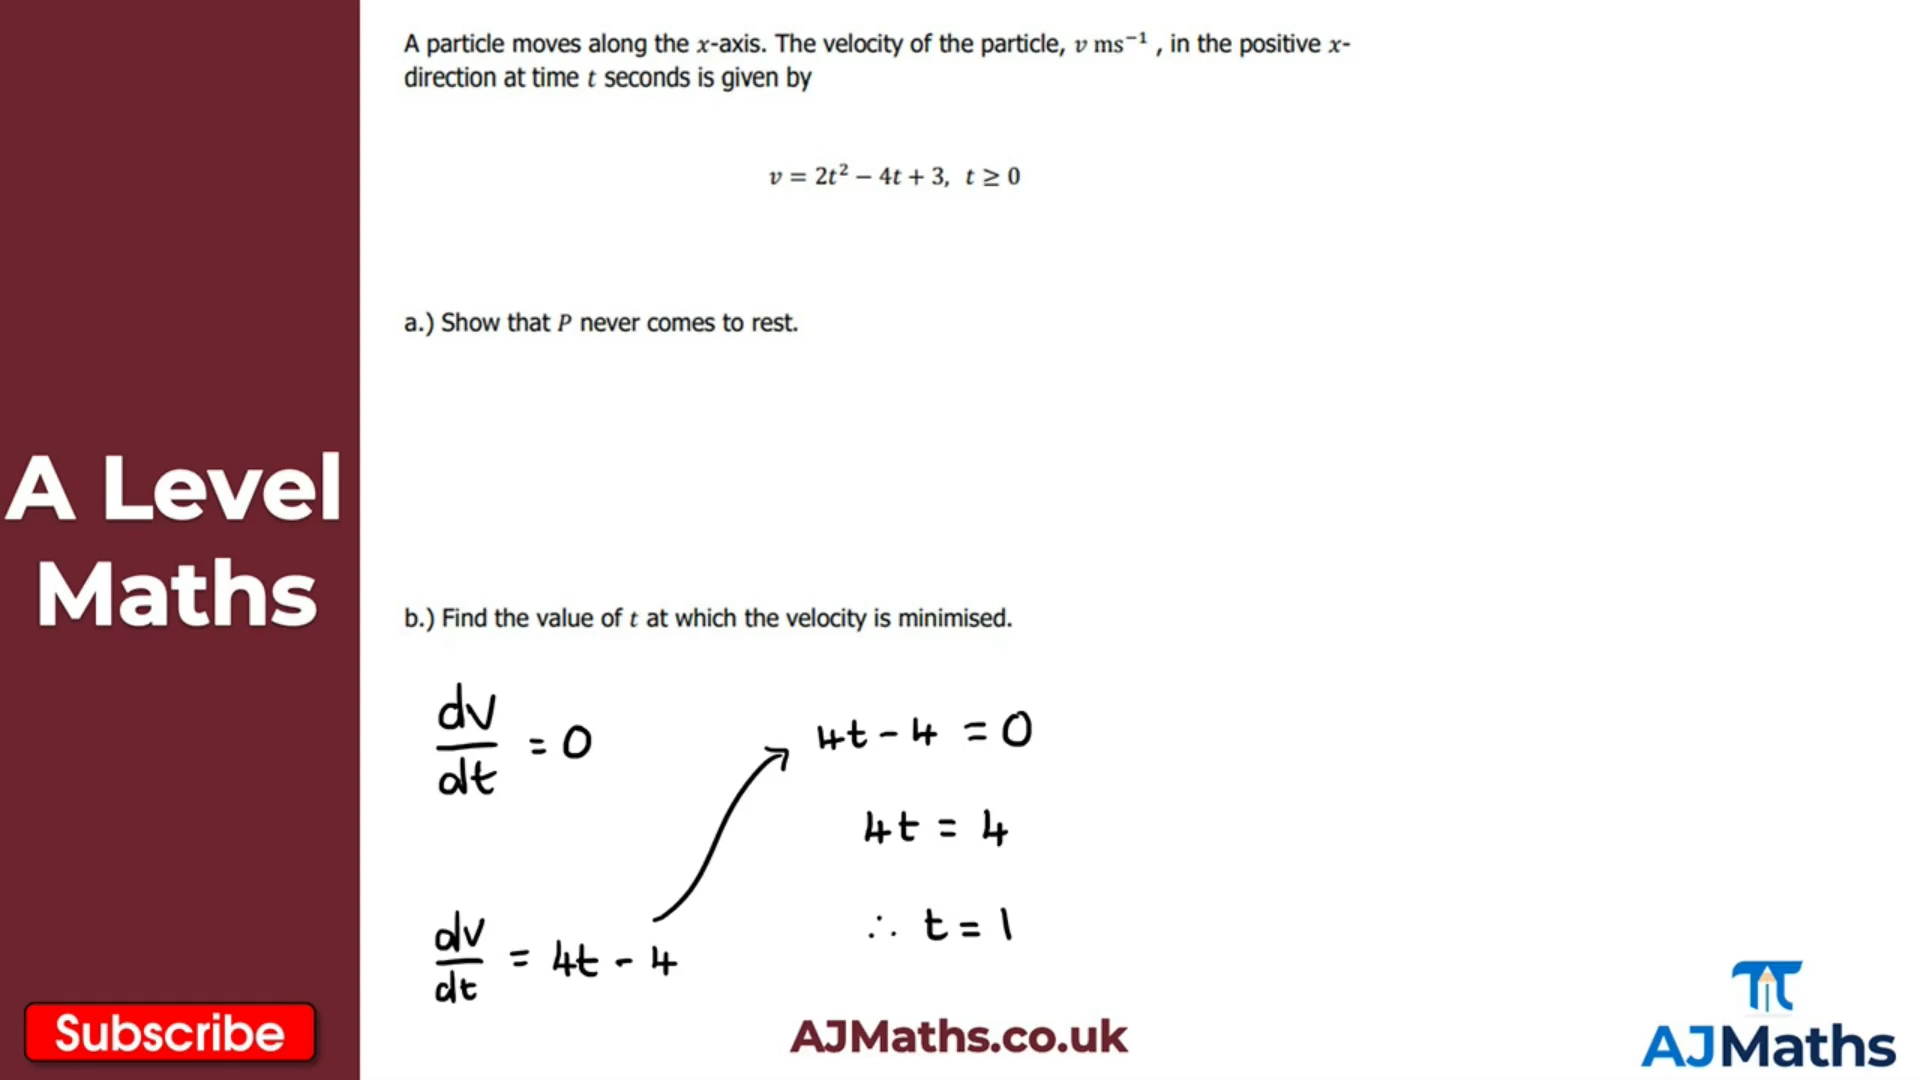 A particle moves along the x-axis. The velocity of the particle, v ms⁻¹ , in the positive x-
direction at time t seconds is given by
v = 2t² − 4t + 3, t ≥ 0
a.) Show that P never comes to rest.
A Level
Maths
b.) Find the value of t at which the velocity is minimised.
dv/dt = 0
4t - 4 = 0
4t = 4
dv/dt = 4t - 4
∴ t = 1
Subscribe
AJMaths.co.uk
AJMaths